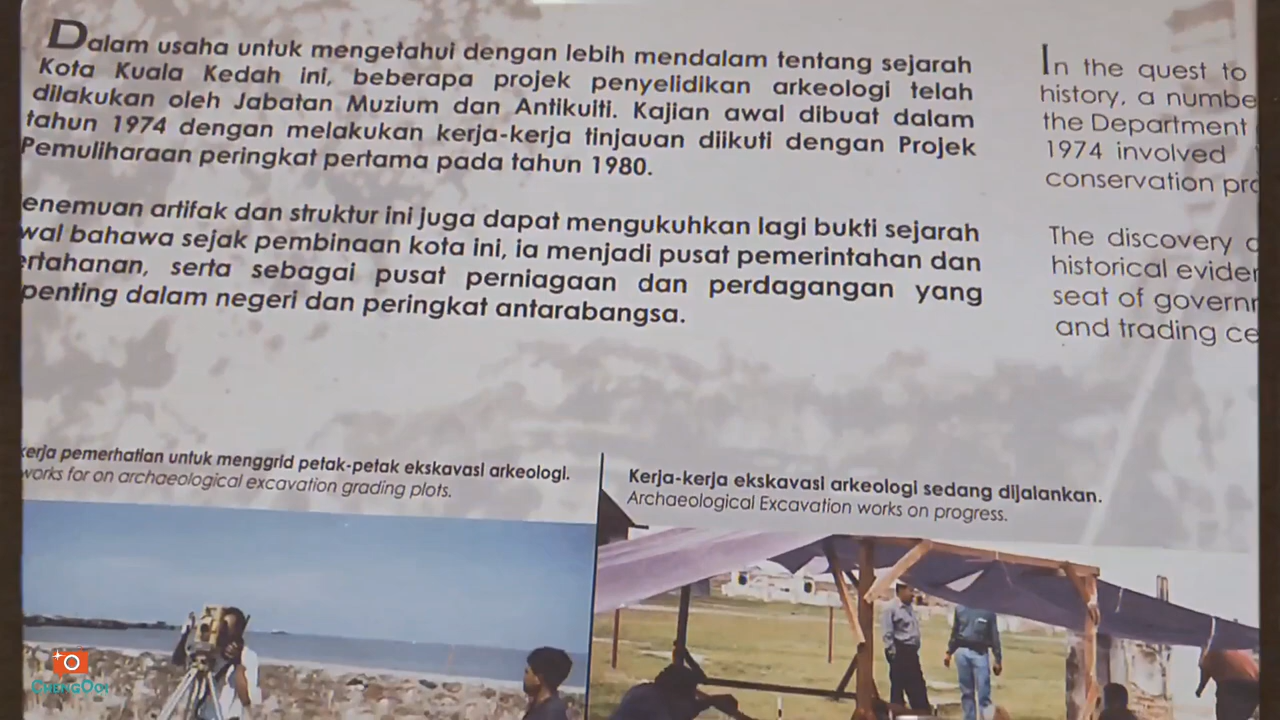 Dalam usaha untuk mengetahui dengan lebih mendalam tentang sejarah
Kota Kuala Kedah ini, beberapa projek penyelidikan arkeologi telah
dilakukan oleh Jabatan Muzium dan Antikuiti. Kajian awal dibuat dalam
tahun 1974 dengan melakukan kerja-kerja tinjauan diikuti dengan Projek
Pemuliharaan peringkat pertama pada tahun 1980.
enemuan artifak dan struktur ini juga dapat mengukuhkan lagi bukti sejarah
wal bahawa sejak pembinaan kota ini, ia menjadi pusat pemerintahan dan
ertahanan, serta sebagai pusat perniagaan dan perdagangan yang
penting dalam negeri dan peringkat antarabangsa.
In the quest to
history, a numbe
the Department
1974 involved
conservation pro
The discovery
historical eviden
seat of governm
and trading ce
kerja pemerhatian untuk menggrid petak-petak ekskavasi arkeologi.
works for on archaeological excavation grading plots.
Kerja-kerja ekskavasi arkeologi sedang dijalankan.
Archaeological Excavation works on progress.
CHENGOOI